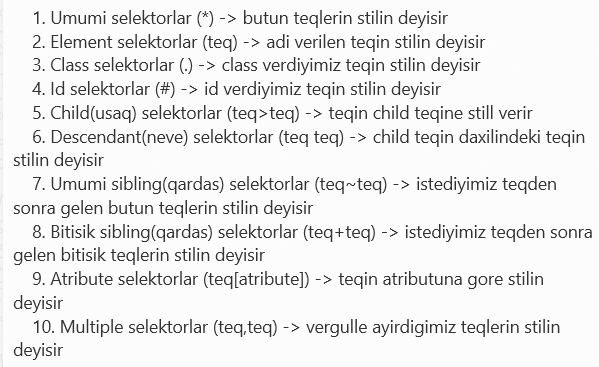 1. Umumi selektorlar (*) -> butun teqlerin stilin deyisir
2. Element selektorlar (teq) -> adi verilen teqin stilin deyisir
3. Class selektorlar (.) -> class verdiyimiz teqin stilin deyisir
4. Id selektorlar (#) -> id verdiyimiz teqin stilin deyisir
5. Child(usaq) selektorlar (teq>teq) -> teqin child teqine still verir
6. Descendant(neve) selektorlar (teq teq) -> child teqin daxilindeki teqin
stilin deyisir
7. Umumi sibling(qardas) selektorlar (teq~teq) -> istediyimiz teqden
sonra gelen butun teqlerin stilin deyisir
8. Bitisik sibling(qardas) selektorlar (teq+teq) -> istediyimiz teqden sonra
gelen bitisik teqlerin stilin deyisir
9. Atribute selektorlar (teq[atribute]) -> teqin atributuna gore stilin
deyisir
10. Multiple selektorlar (teq,teq) -> vergulle ayirdigimiz teqlerin stilin
deyisir